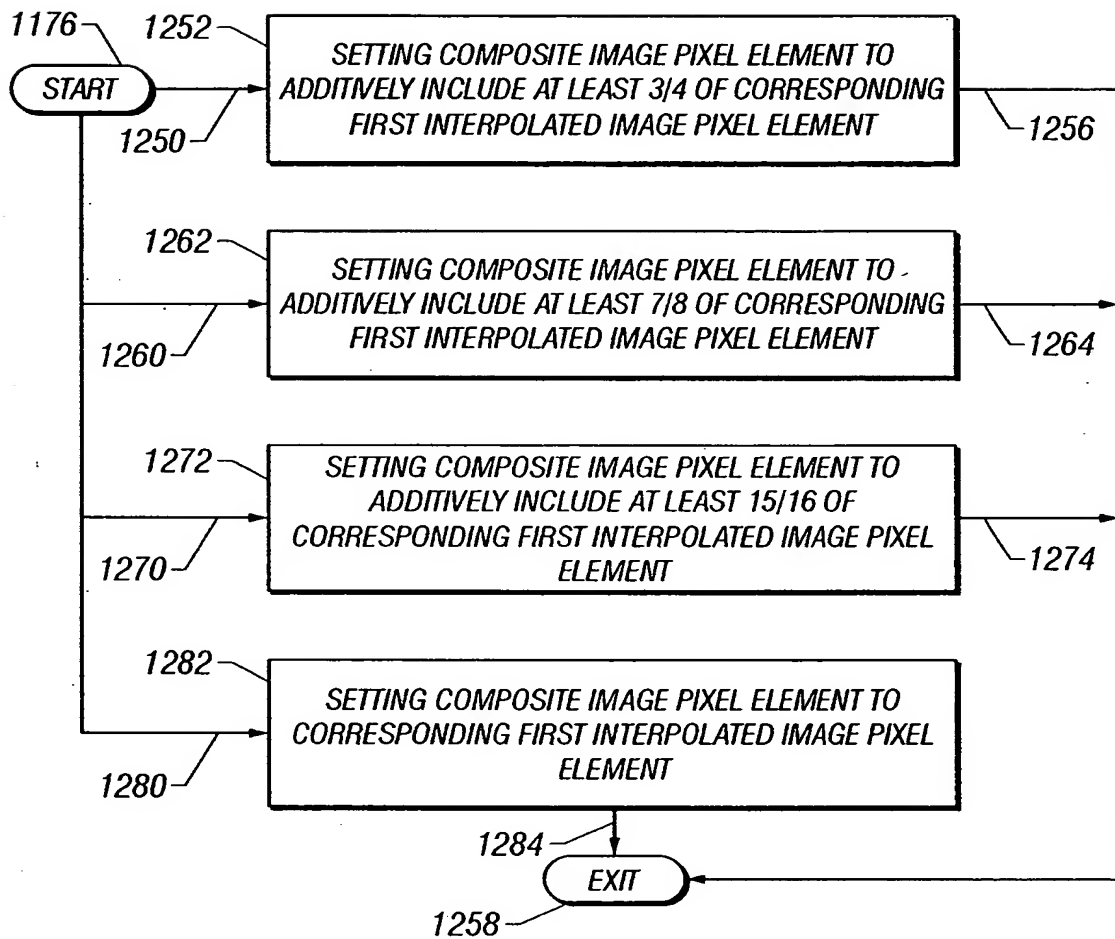 1176
START
1250
1252
SETTING COMPOSITE IMAGE PIXEL ELEMENT TO
ADDITIVELY INCLUDE AT LEAST 3/4 OF CORRESPONDING
FIRST INTERPOLATED IMAGE PIXEL ELEMENT
1256
1262
SETTING COMPOSITE IMAGE PIXEL ELEMENT TO
ADDITIVELY INCLUDE AT LEAST 7/8 OF CORRESPONDING
FIRST INTERPOLATED IMAGE PIXEL ELEMENT
1260
1264
1272
SETTING COMPOSITE IMAGE PIXEL ELEMENT TO
ADDITIVELY INCLUDE AT LEAST 15/16 OF
CORRESPONDING FIRST INTERPOLATED IMAGE PIXEL
ELEMENT
1270
1274
1282
SETTING COMPOSITE IMAGE PIXEL ELEMENT TO
CORRESPONDING FIRST INTERPOLATED IMAGE PIXEL
ELEMENT
1280
1284
EXIT
1258